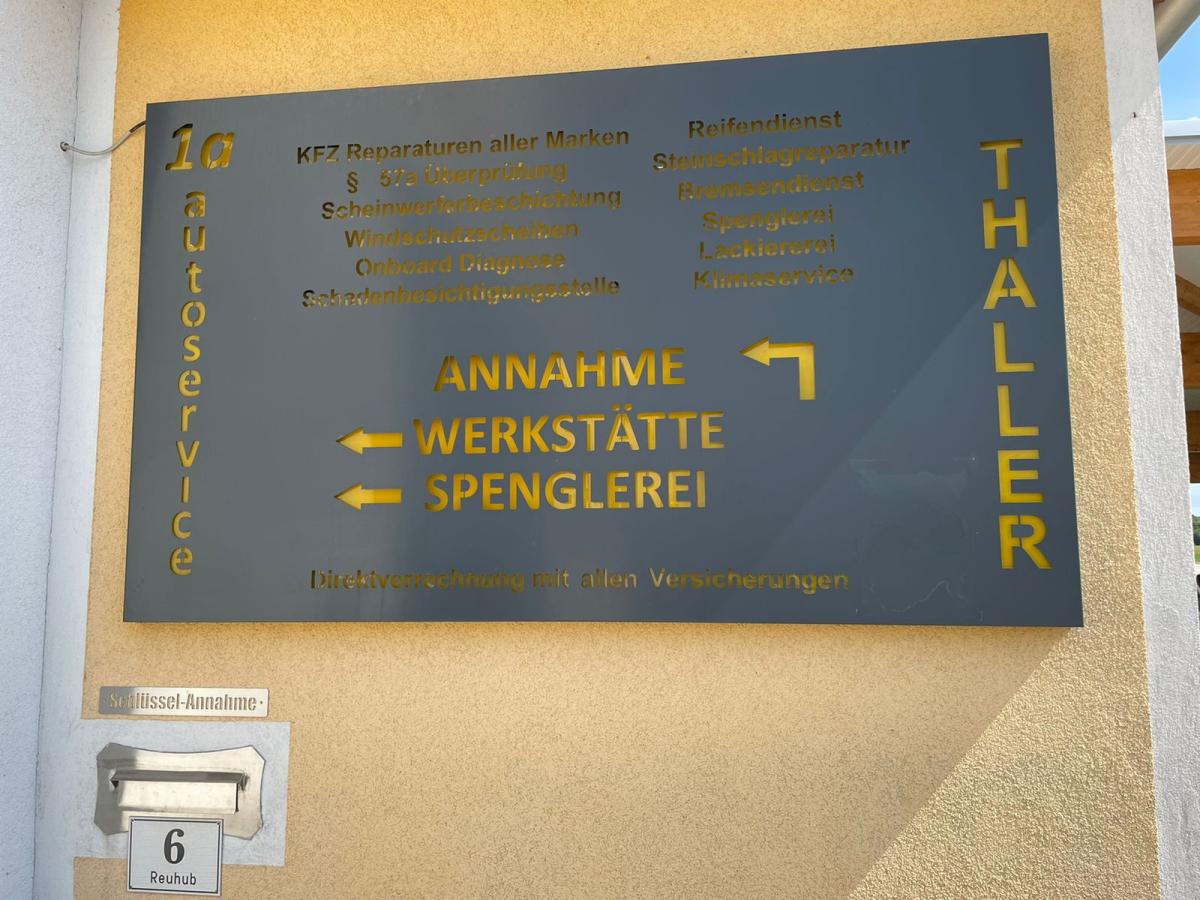 1a autoservice
KFZ Reparaturen aller Marken
§ 57a Überprüfung
Scheinwerferbeschichtung
Windschutzscheiben
Onboard Diagnose
Schadenbesichtigungsstelle
Reifendienst
Steinschlagreparatur
Bremsendienst
Spenglerei
Lackiererei
Klimaservice
THALLER
ANNAHME
WERKSTÄTTE
SPENGLEREI
Direktverrechnung mit allen Versicherungen
Schlüssel-Annahme
6
Reuhub